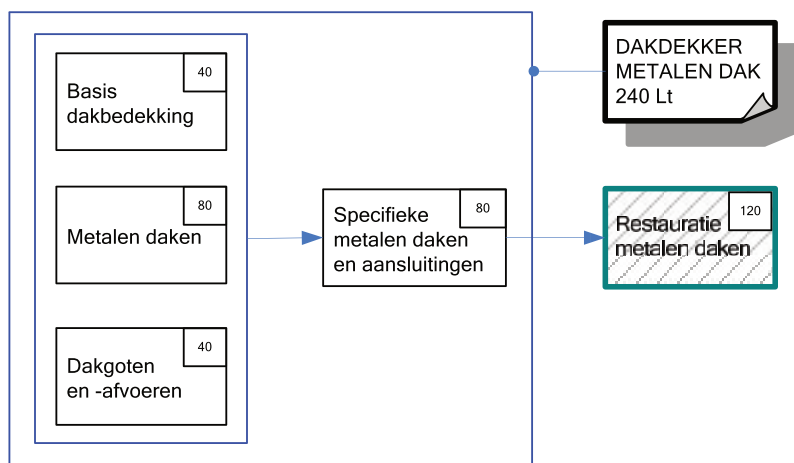 40
Basis
dakbedekking
80
Metalen daken
40
Dakgoten
en -afvoeren
80
Specifieke
metalen daken
en aansluitingen
DAKDEKKER
METALEN DAK
240 Lt
120
Restauratie
metalen daken